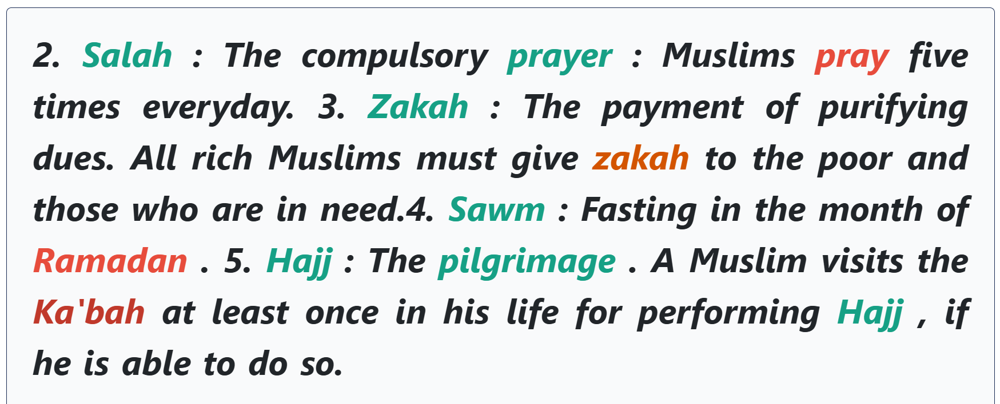 2. Salah : The compulsory prayer : Muslims pray five
times everyday. 3. Zakah : The payment of purifying
dues. All rich Muslims must give zakah to the poor and
those who are in need.4. Sawm : Fasting in the month of
Ramadan . 5. Hajj : The pilgrimage . A Muslim visits the
Ka'bah at least once in his life for performing Hajj , if
he is able to do so.